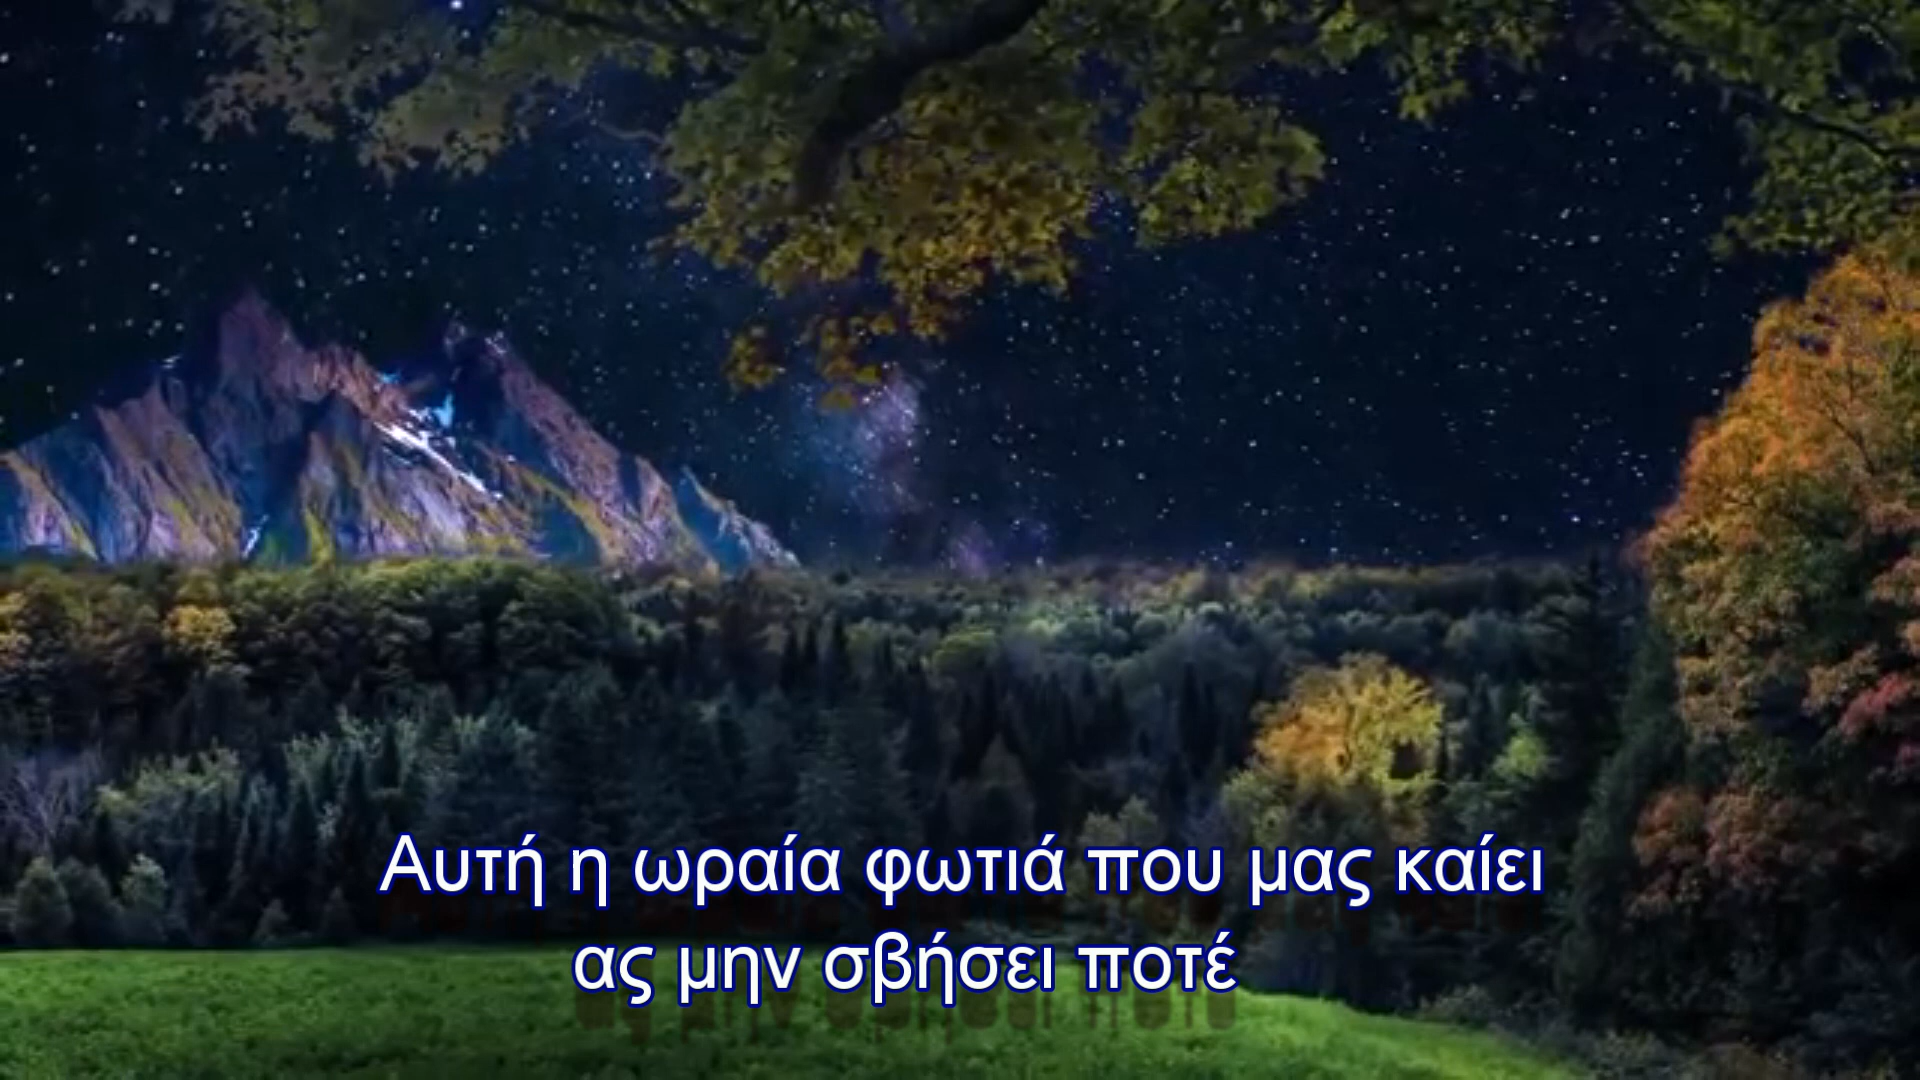 Αυτή η ωραία φωτιά που μας καίει
ας μην σβήσει ποτέ